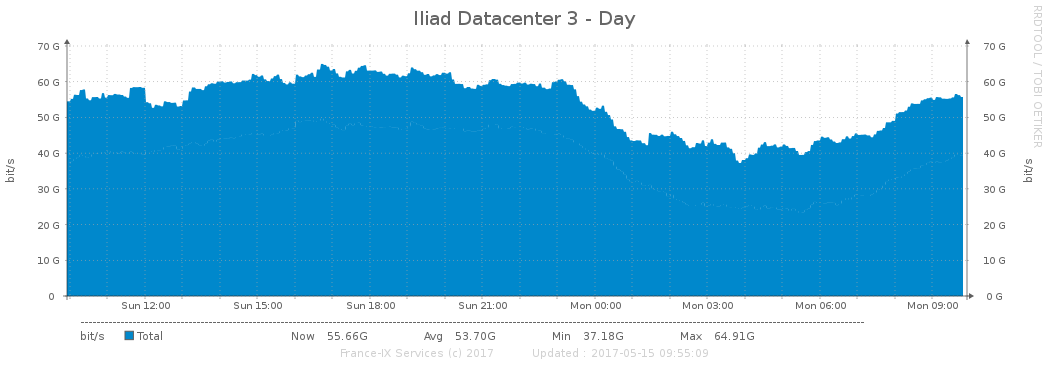 Iliad Datacenter 3 - Day
RRDTOOL / TOBI OETIKER
bit/s
bit/s
70 G 70 G
60 G 60 G
50 G 50 G
40 G 40 G
30 G 30 G
20 G 20 G
10 G 10 G
0 0 G
Sun 12:00 Sun 15:00 Sun 18:00 Sun 21:00 Mon 00:00 Mon 03:00 Mon 06:00 Mon 09:00
bit/s Total Now 55.66G Avg 53.70G Min 37.18G Max 64.91G
France-IX Services (c) 2017 Updated : 2017-05-15 09:55:09